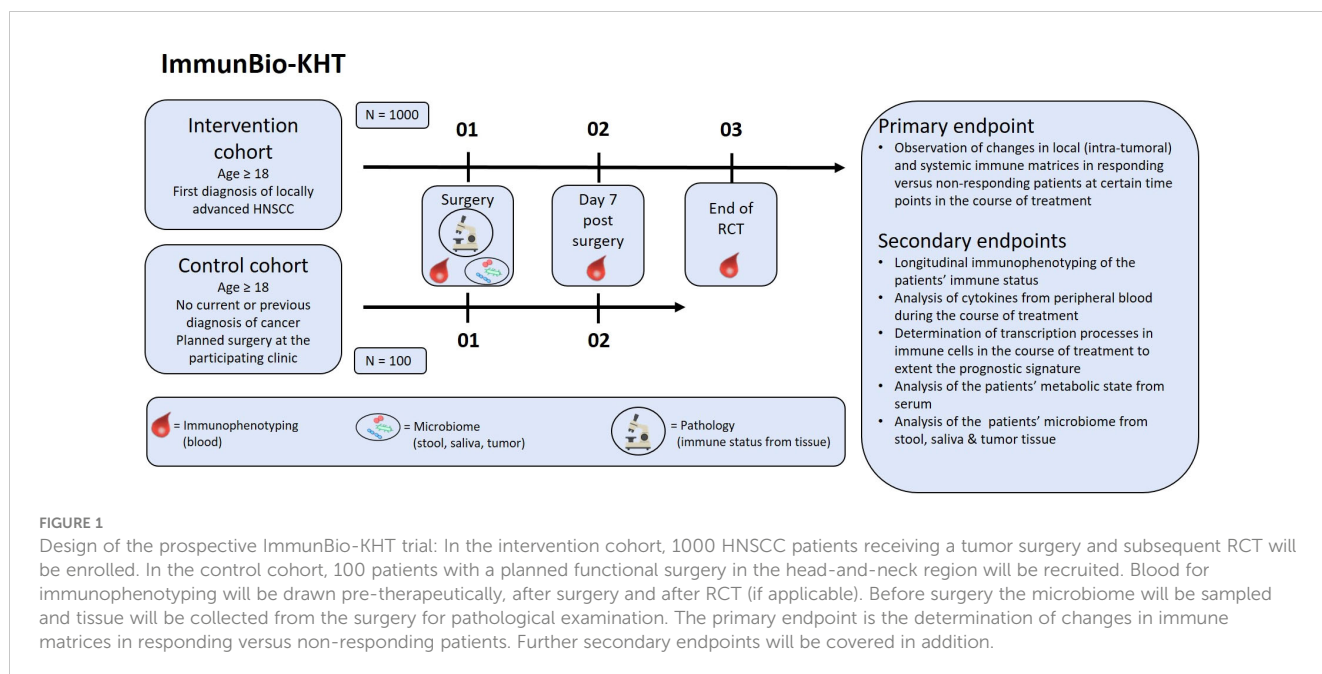 ImmunBio-KHT
Intervention
cohort
Age ≥ 18
First diagnosis of locally
advanced HNSCC
Control cohort
Age ≥ 18
No current or previous
diagnosis of cancer
Planned surgery at the
participating clinic
N = 1000
01
02
03
Surgery
Day 7
post
surgery
End of
RCT
01
02
N = 100
= Immunophenotyping
(blood)
= Microbiome
(stool, saliva, tumor)
= Pathology
(immune status from tissue)
Primary endpoint
• Observation of changes in local (intra-tumoral)
and systemic immune matrices in responding
versus non-responding patients at certain time
points in the course of treatment
Secondary endpoints
• Longitudinal immunophenotyping of the
patients’ immune status
• Analysis of cytokines from peripheral blood
during the course of treatment
• Determination of transcription processes in
immune cells in the course of treatment to
extent the prognostic signature
• Analysis of the patients’ metabolic state from
serum
• Analysis of the patients’ microbiome from
stool, saliva & tumor tissue
FIGURE 1
Design of the prospective ImmunBio-KHT trial: In the intervention cohort, 1000 HNSCC patients receiving a tumor surgery and subsequent RCT will
be enrolled. In the control cohort, 100 patients with a planned functional surgery in the head-and-neck region will be recruited. Blood for
immunophenotyping will be drawn pre-therapeutically, after surgery and after RCT (if applicable). Before surgery the microbiome will be sampled
and tissue will be collected from the surgery for pathological examination. The primary endpoint is the determination of changes in immune
matrices in responding versus non-responding patients. Further secondary endpoints will be covered in addition.